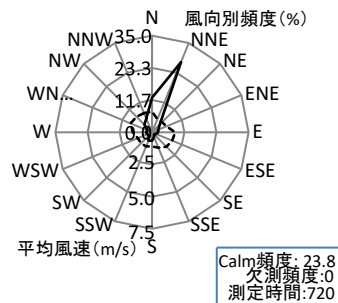 N 風向別頻度(%)
35.0
NNW NNE
NW 23.3 NE
WN... 11.7 ENE
W 0.0 E
WSW 2.5 ESE
SW 5.0 SE
SSW SSE
平均風速(m/s) 7.5
S
Calm頻度: 23.8
欠測頻度:0
測定時間:720